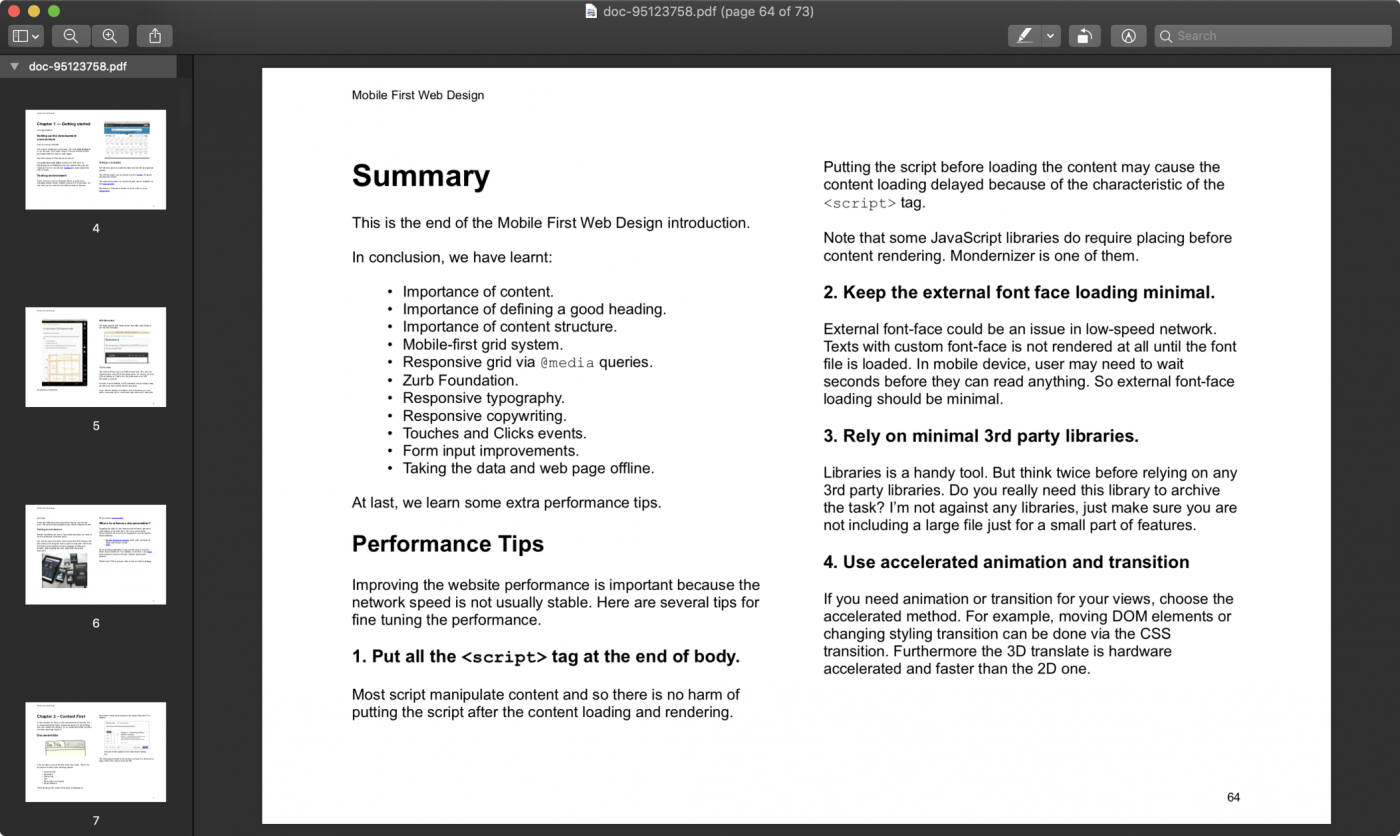 doc-95123758.pdf (page 64 of 73)
Search
doc-95123758.pdf
Chapter 1 — Getting started
4
5
6
Chapter 2 – Content First
7
Mobile First Web Design
Summary
This is the end of the Mobile First Web Design introduction.
In conclusion, we have learnt:
• Importance of content.
• Importance of defining a good heading.
• Importance of content structure.
• Mobile-first grid system.
• Responsive grid via @media queries.
• Zurb Foundation.
• Responsive typography.
• Responsive copywriting.
• Touches and Clicks events.
• Form input improvements.
• Taking the data and web page offline.
At last, we learn some extra performance tips.
Performance Tips
Improving the website performance is important because the
network speed is not usually stable. Here are several tips for
fine tuning the performance.
1. Put all the <script> tag at the end of body.
Most script manipulate content and so there is no harm of
putting the script after the content loading and rendering.
Putting the script before loading the content may cause the
content loading delayed because of the characteristic of the
<script> tag.
Note that some JavaScript libraries do require placing before
content rendering. Mondernizer is one of them.
2. Keep the external font face loading minimal.
External font-face could be an issue in low-speed network.
Texts with custom font-face is not rendered at all until the font
file is loaded. In mobile device, user may need to wait
seconds before they can read anything. So external font-face
loading should be minimal.
3. Rely on minimal 3rd party libraries.
Libraries is a handy tool. But think twice before relying on any
3rd party libraries. Do you really need this library to archive
the task? I'm not against any libraries, just make sure you are
not including a large file just for a small part of features.
4. Use accelerated animation and transition
If you need animation or transition for your views, choose the
accelerated method. For example, moving DOM elements or
changing styling transition can be done via the CSS
transition. Furthermore the 3D translate is hardware
accelerated and faster than the 2D one.
64